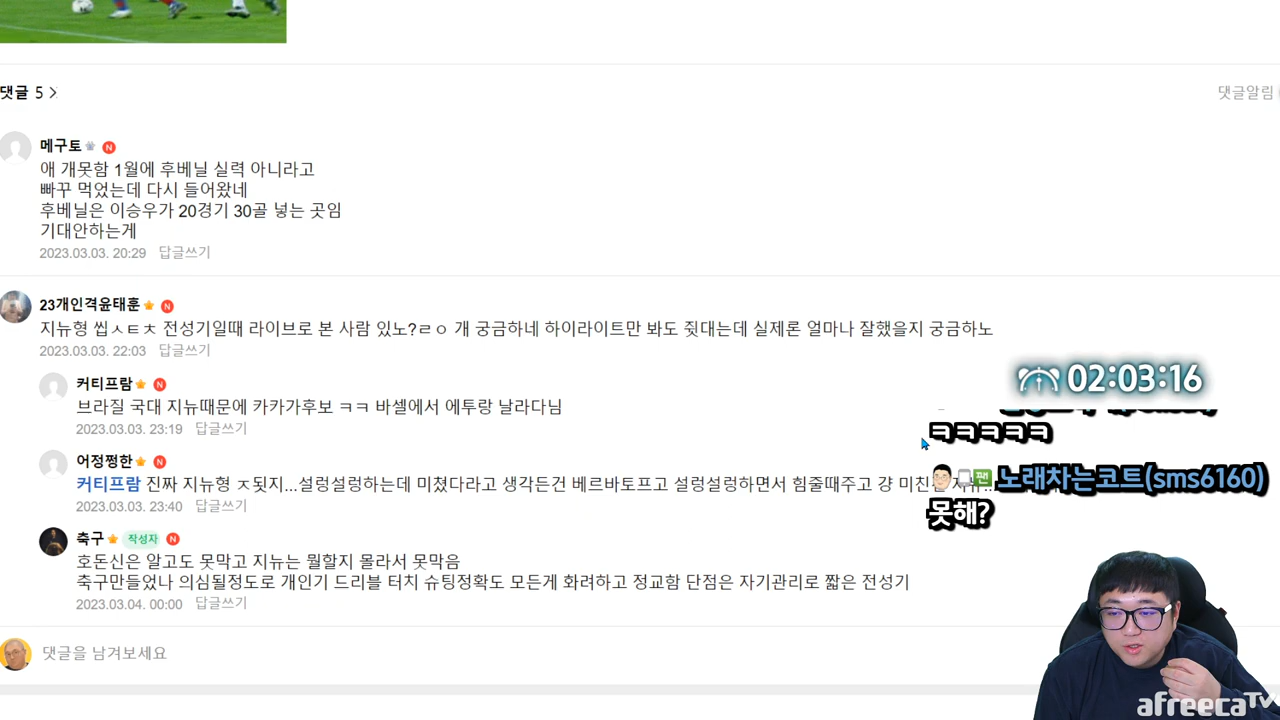 댓글 5 >
댓글알림
메구토 N
애 개못함 1월에 후베닐 실력 아니라고
빠꾸 먹었는데 다시 들어왔네
후베닐은 이승우가 20경기 30골 넣는 곳임
기대안하는게
2023.03.03. 20:29 답글쓰기
23개인격윤태훈 N
지뉴형 씹ㅅㅌㅊ 전성기일때 라이브로 본 사람 있노?ㄹㅇ 개 궁금하네 하이라이트만 봐도 줫대는데 실제론 얼마나 잘했을지 궁금하노
2023.03.03. 22:03 답글쓰기
커티프람 N
브라질 국대 지뉴때문에 카카가후보 ㅋㅋ 바셀에서 에투랑 날라다님
2023.03.03. 23:19 답글쓰기
어정쩡한 N
커티프람 진짜 지뉴형 ㅈ됫지...설렁설렁하는데 미쳤다라고 생각든건 베르바토프고 설렁설렁하면서 힘줄때주고 걍
2023.03.03. 23:40 답글쓰기
축구 작성자 N
호돈신은 알고도 못막고 지뉴는 뭘할지 몰라서 못막음
축구만들었나 의심될정도로 개인기 드리블 터치 슈팅정확도 모든게 화려하고 정교함 단점은 자기관리로 짧은 전성기
2023.03.04. 00:00 답글쓰기
댓글을 남겨보세요
02:03:16
ㅋㅋㅋㅋㅋ
팬 노래차는코트(sms6160)
못해?
afreecaTV